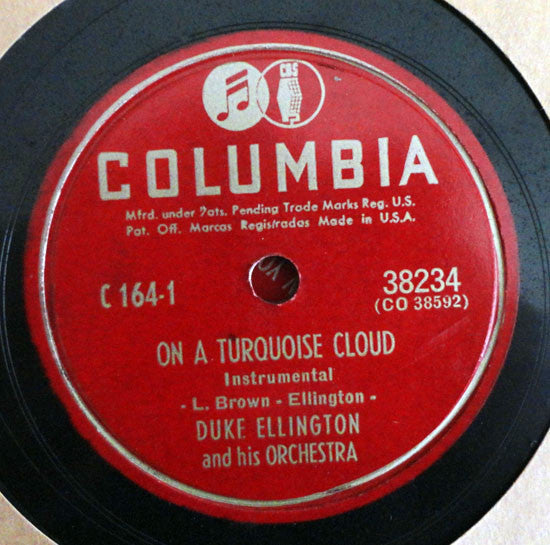 CBS
COLUMBIA
Mfrd. under Pats. Pending Trade Marks Reg. U.S.
Pat. Off. Marcas Registradas Made in U.S.A.
C 164-1
38234
(CO 38592)
ON A TURQUOISE CLOUD
Instrumental
- L. Brown - Ellington -
DUKE ELLINGTON
and his ORCHESTRA